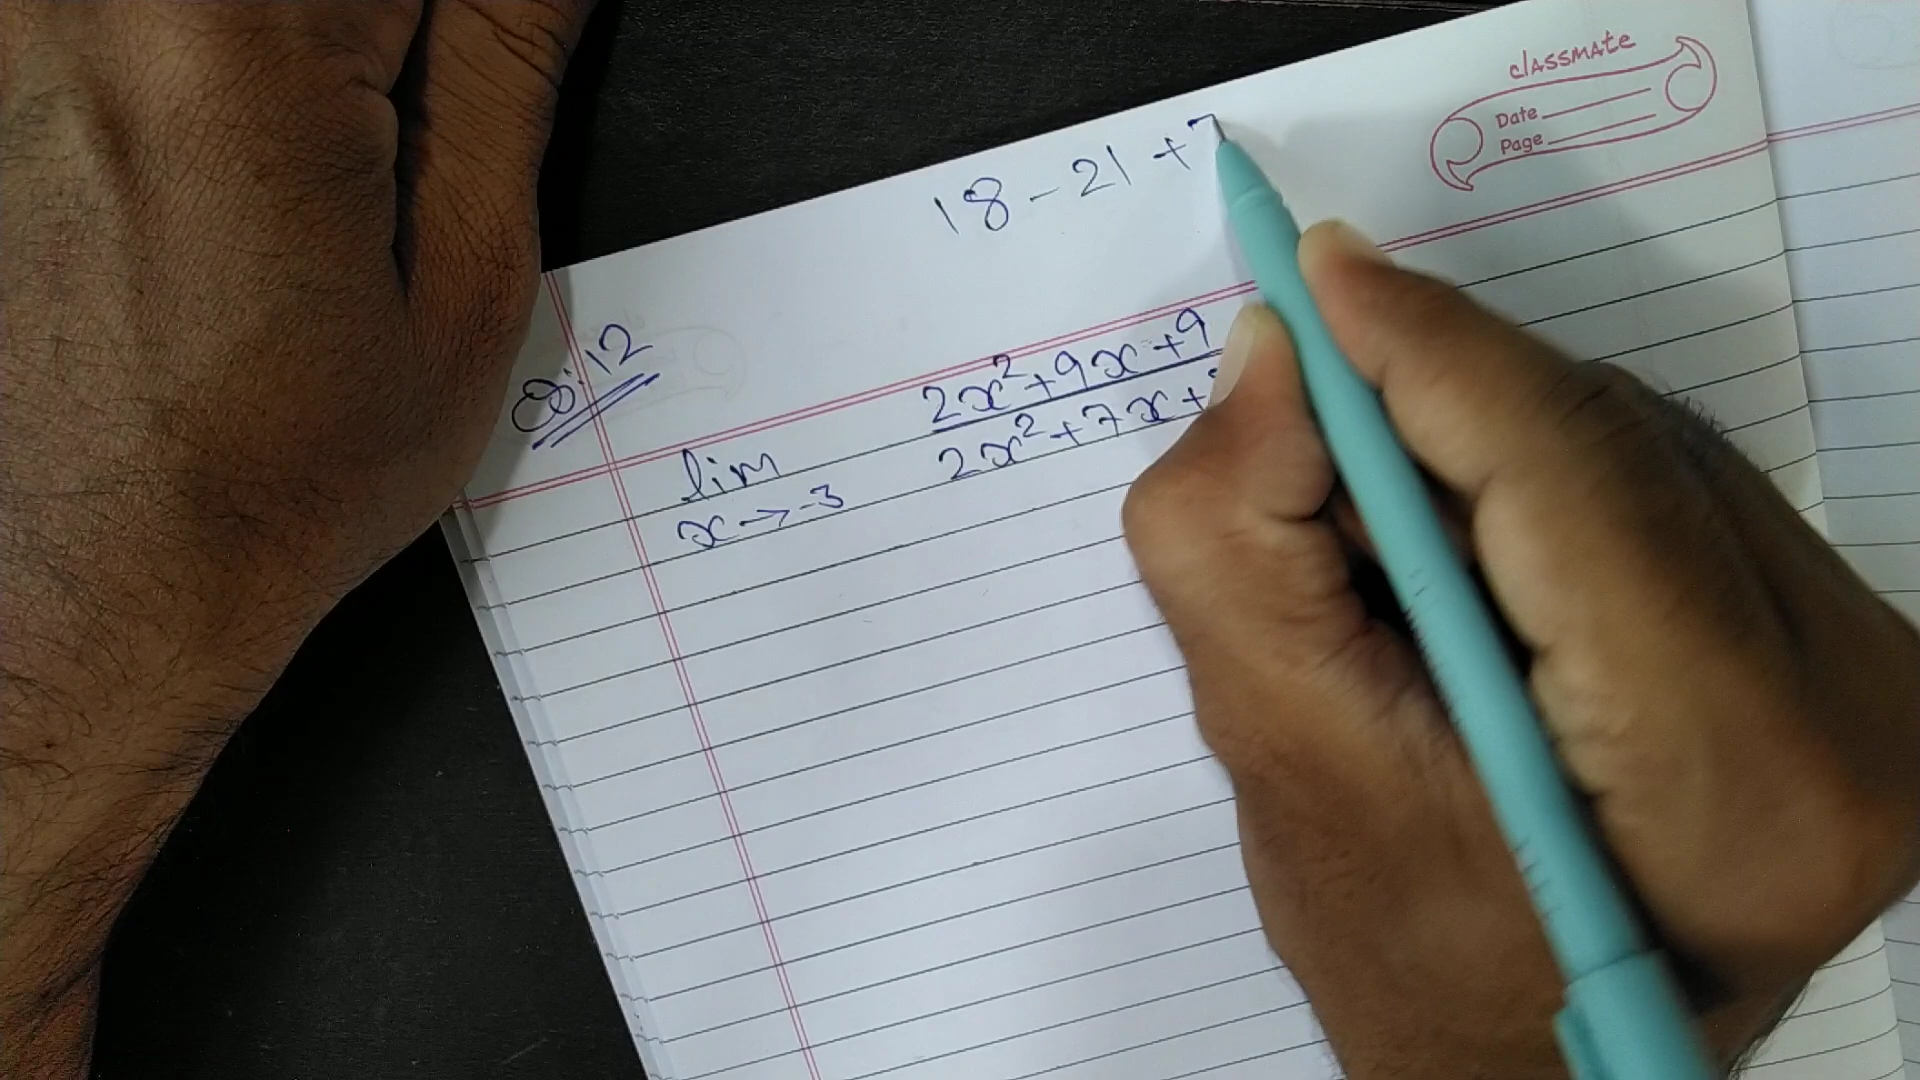 classmate
Date
Page
18 - 21 +
Q.12
lim x→-3
2x²+9x+9
2x²+7x+